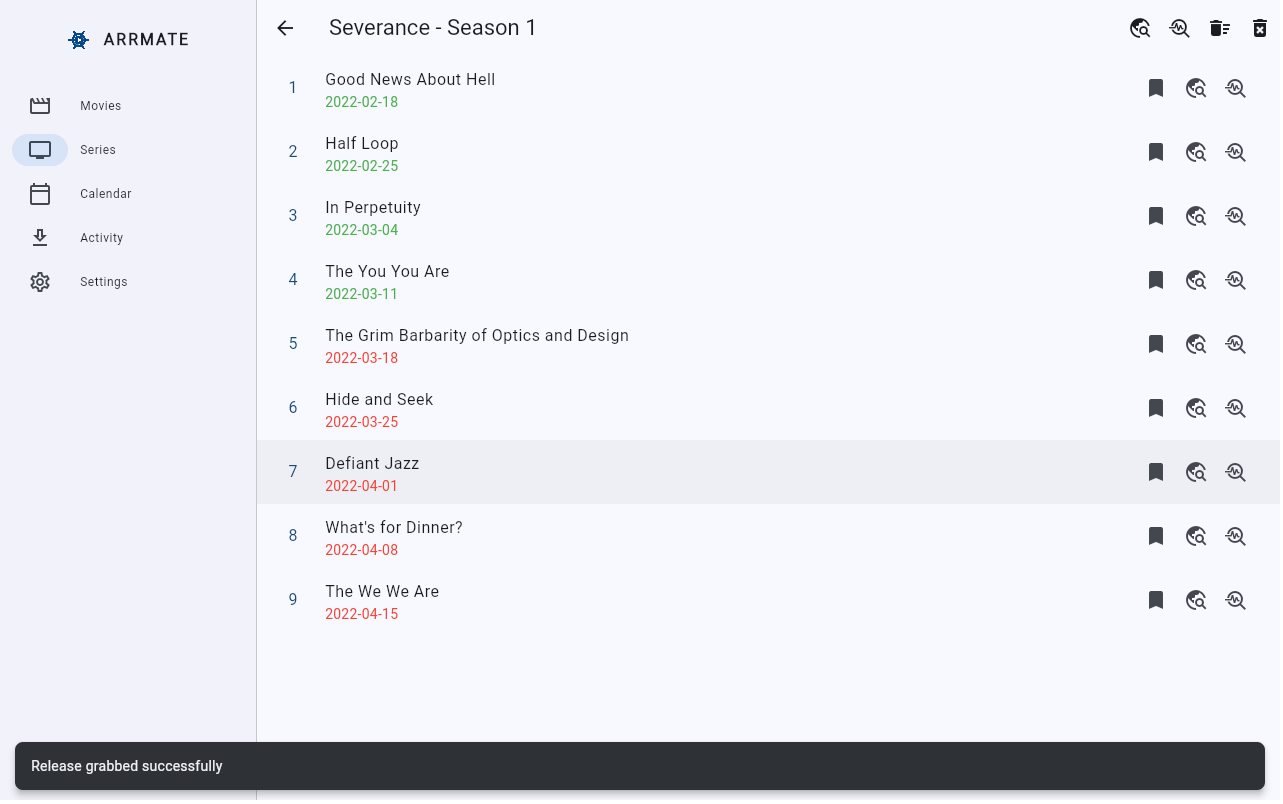 ARRMATE
Movies
Series
Calendar
Activity
Settings
Severance - Season 1
1
Good News About Hell
2022-02-18
2
Half Loop
2022-02-25
3
In Perpetuity
2022-03-04
4
The You You Are
2022-03-11
5
The Grim Barbarity of Optics and Design
2022-03-18
6
Hide and Seek
2022-03-25
7
Defiant Jazz
2022-04-01
8
What's for Dinner?
2022-04-08
9
The We We Are
2022-04-15
Release grabbed successfully